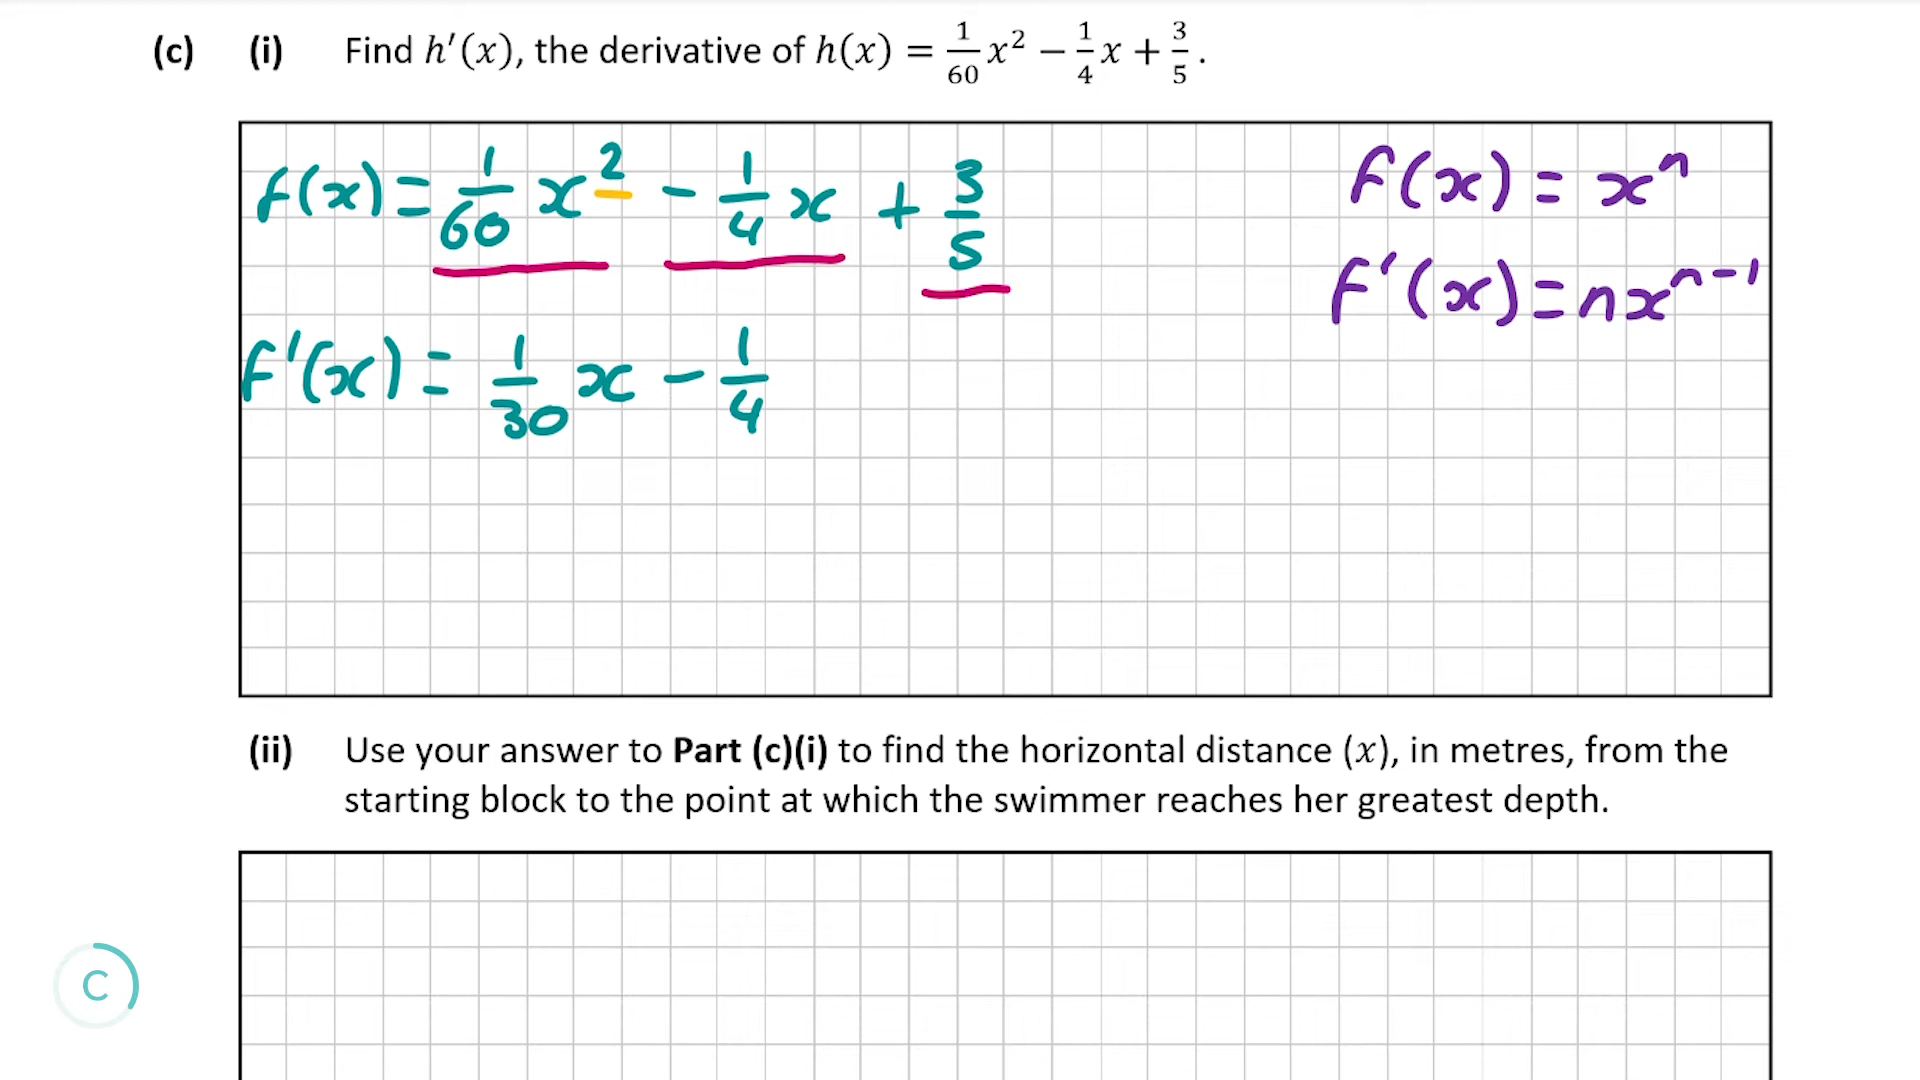 (c) (i) Find h′(x), the derivative of h(x) = 1/60 x² − 1/4 x + 3/5 .
f(x) = 1/60 x² − 1/4 x + 3/5
f(x) = xⁿ
f'(x) = nxⁿ⁻¹
f'(x) = 1/30 x − 1/4
(ii) Use your answer to Part (c)(i) to find the horizontal distance (x), in metres, from the
starting block to the point at which the swimmer reaches her greatest depth.
C